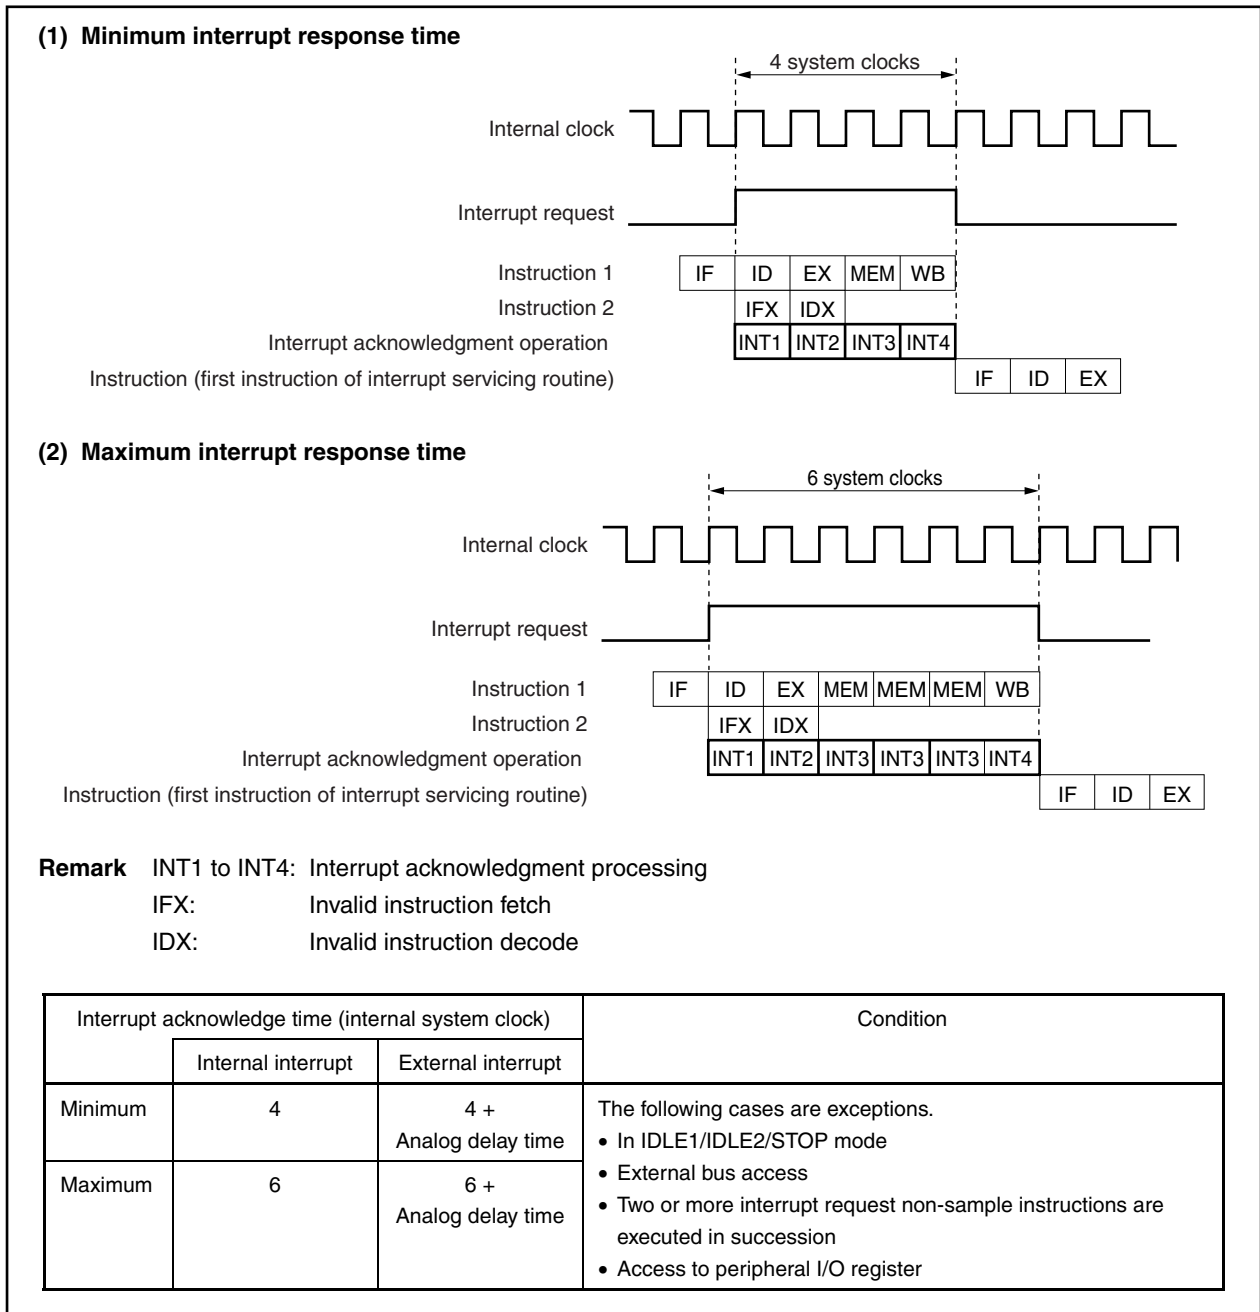 (1) Minimum interrupt response time
4 system clocks
Internal clock
Interrupt request
Instruction 1 IF ID EX MEM WB
Instruction 2 IFX IDX
Interrupt acknowledgment operation INT1 INT2 INT3 INT4
Instruction (first instruction of interrupt servicing routine) IF ID EX
(2) Maximum interrupt response time
6 system clocks
Internal clock
Interrupt request
Instruction 1 IF ID EX MEM MEM MEM WB
Instruction 2 IFX IDX
Interrupt acknowledgment operation INT1 INT2 INT3 INT3 INT3 INT4
Instruction (first instruction of interrupt servicing routine) IF ID EX
Remark INT1 to INT4: Interrupt acknowledgment processing
IFX: Invalid instruction fetch
IDX: Invalid instruction decode
Interrupt acknowledge time (internal system clock) Condition
Internal interrupt External interrupt
Minimum 4 4 +
Analog delay time
Maximum 6 6 +
Analog delay time
The following cases are exceptions.
• In IDLE1/IDLE2/STOP mode
• External bus access
• Two or more interrupt request non-sample instructions are
executed in succession
• Access to peripheral I/O register